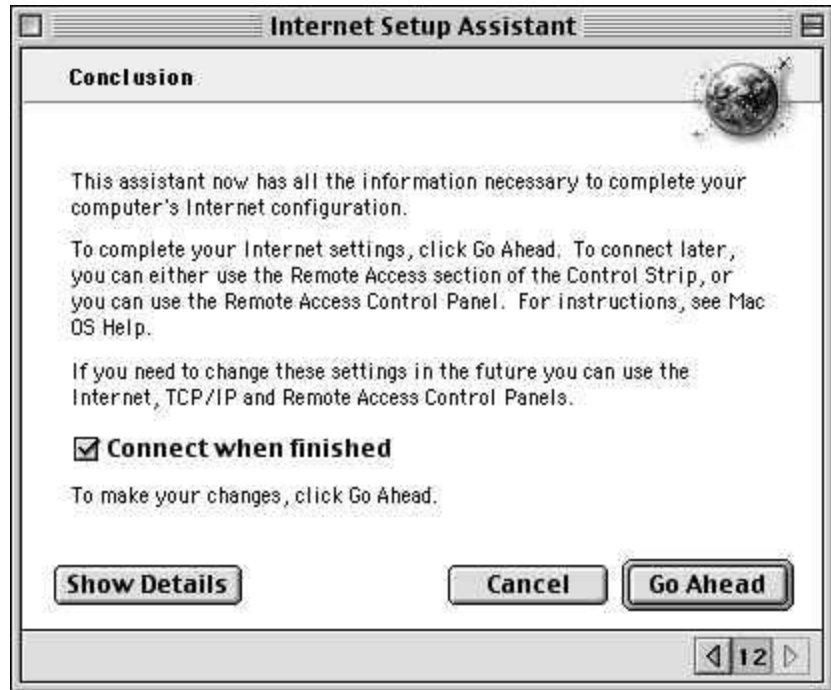 Internet Setup Assistant
Conclusion
This assistant now has all the information necessary to complete your
computer's Internet configuration.
To complete your Internet settings, click Go Ahead. To connect later,
you can either use the Remote Access section of the Control Strip, or
you can use the Remote Access Control Panel. For instructions, see Mac
OS Help.
If you need to change these settings in the future you can use the
Internet, TCP/IP and Remote Access Control Panels.
Connect when finished
To make your changes, click Go Ahead.
Show Details Cancel Go Ahead
12